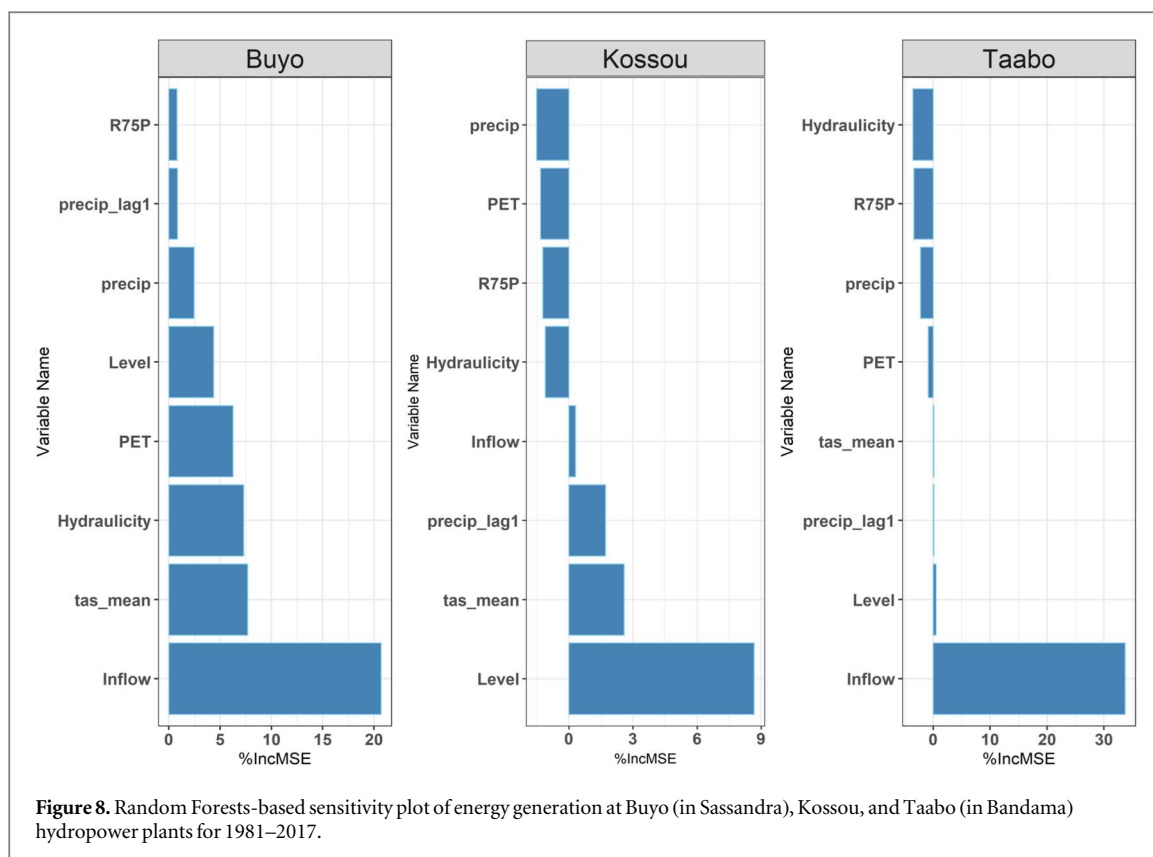 Buyo
Variable Name
R75P
precip_lag1
precip
Level
PET
Hydraulicity
tas_mean
Inflow
0 5 10 15 20
%IncMSE
Kossou
Variable Name
precip
PET
R75P
Hydraulicity
Inflow
precip_lag1
tas_mean
Level
0 3 6 9
%IncMSE
Taabo
Variable Name
Hydraulicity
R75P
precip
PET
tas_mean
precip_lag1
Level
Inflow
0 10 20 30
%IncMSE
Figure 8. Random Forests-based sensitivity plot of energy generation at Buyo (in Sassandra), Kossou, and Taabo (in Bandama)
hydropower plants for 1981–2017.